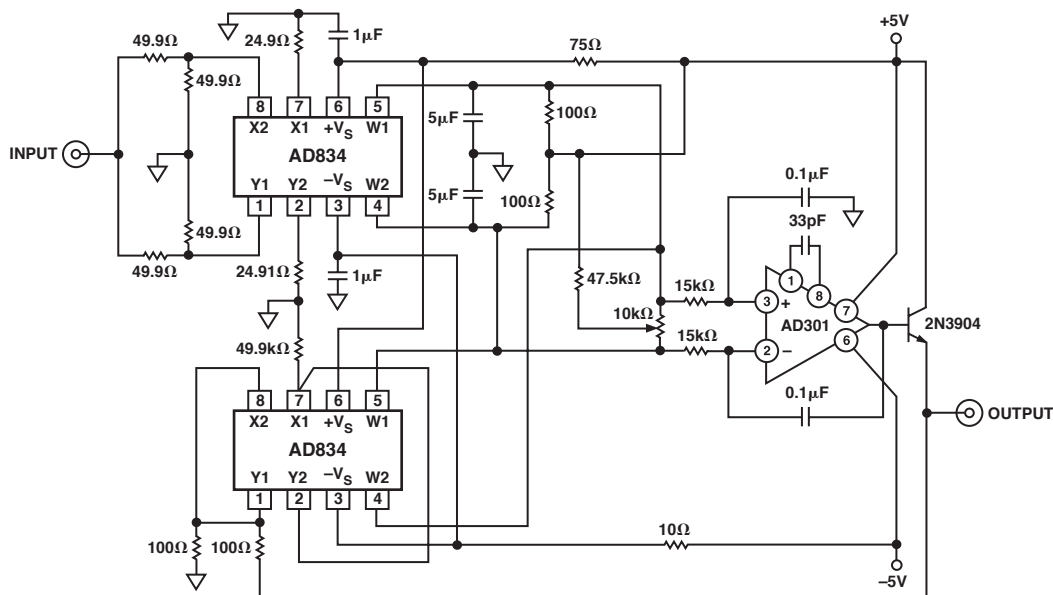 +5V
1µF
49.9Ω
24.9Ω
75Ω
49.9Ω
8 7 6 5
X2 X1 +VS W1
5µF
100Ω
INPUT
AD834
0.1µF
Y1 Y2 –VS W2
5µF
100Ω
1 2 3 4
33pF
49.9Ω
49.9Ω
24.91Ω
1µF
47.5kΩ
15kΩ
1
8
3 +
7
10kΩ
AD301
2N3904
15kΩ
2 –
6
49.9kΩ
0.1µF
8 7 6 5
X2 X1 +VS W1
OUTPUT
AD834
Y1 Y2 –VS W2
1 2 3 4
10Ω
100Ω
100Ω
–5V